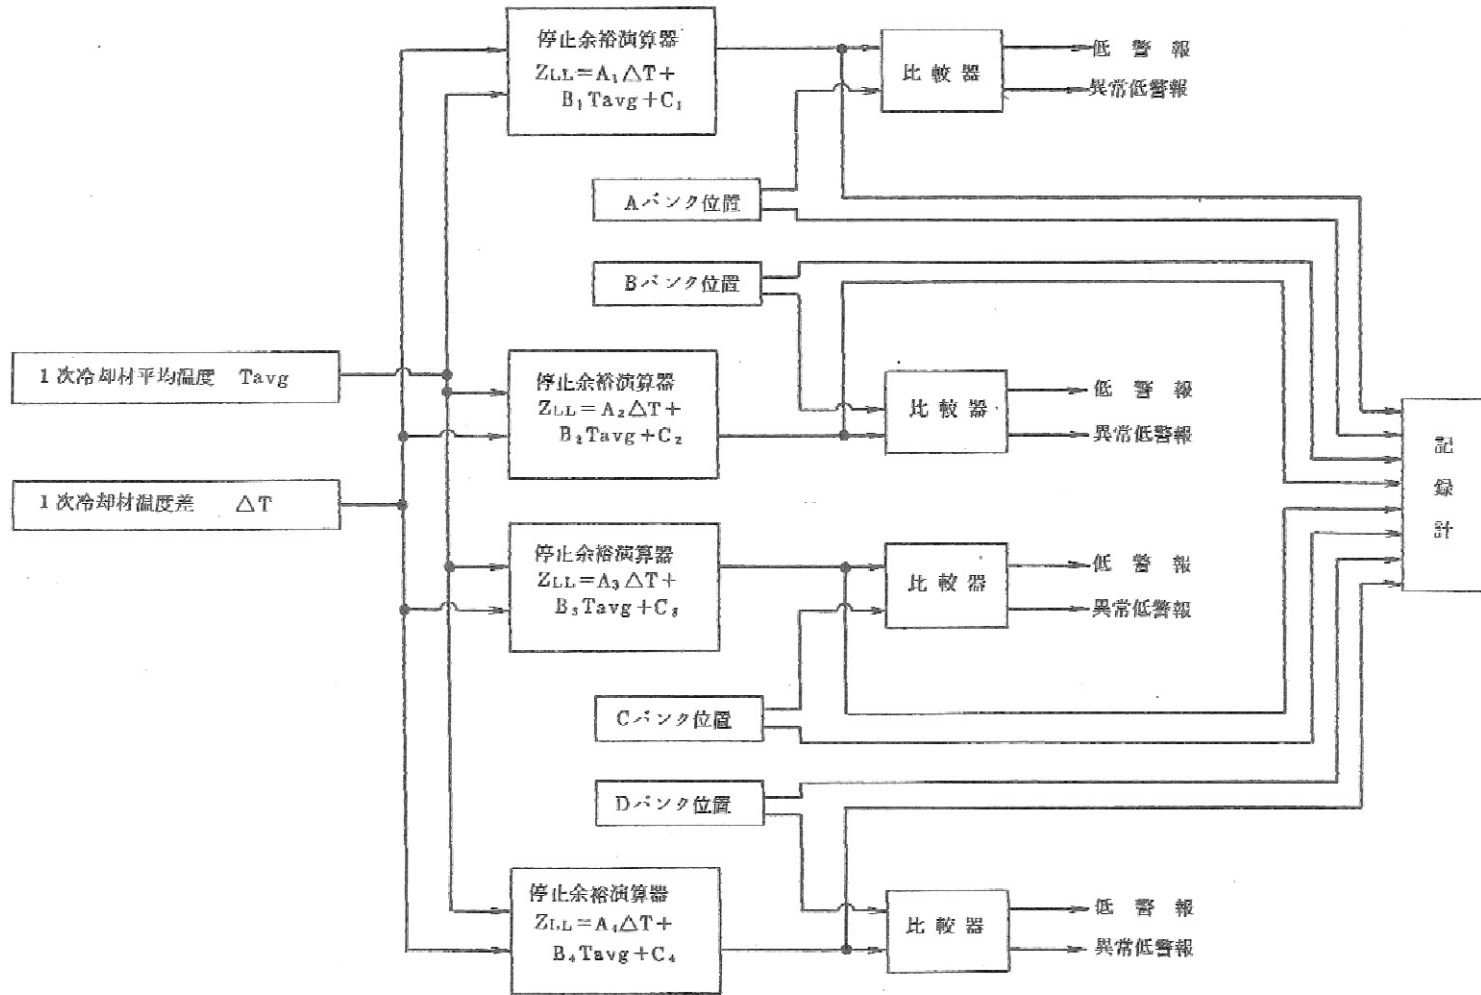 停止余裕演算器
ZLL=A₁△T+
B₁Tavg+C₁
比較器
低警報
異常低警報
Aバンク位置
Bバンク位置
1次冷却材平均温度 Tavg
停止余裕演算器
ZLL=A₂△T+
B₂Tavg+C₂
比較器
低警報
異常低警報
記録計
1次冷却材温度差 △T
停止余裕演算器
ZLL=A₃△T+
B₃Tavg+C₃
比較器
低警報
異常低警報
Cバンク位置
Dバンク位置
停止余裕演算器
ZLL=A₄△T+
B₄Tavg+C₄
比較器
低警報
異常低警報